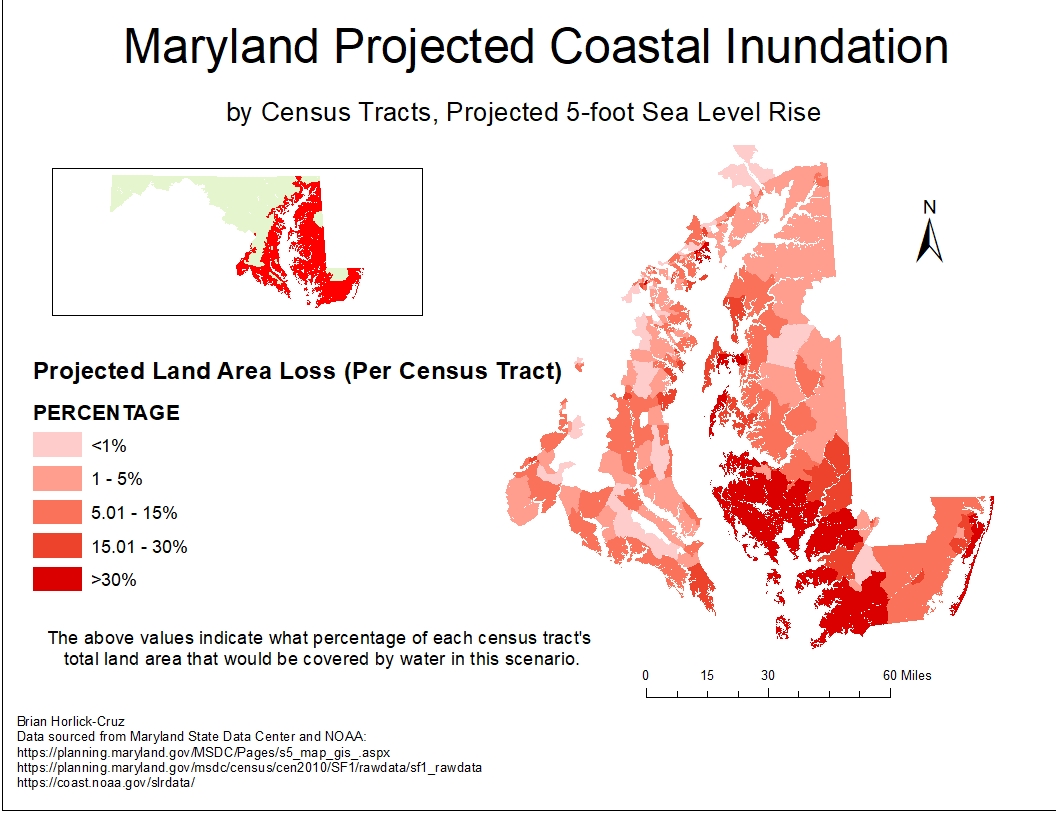 Maryland Projected Coastal Inundation
by Census Tracts, Projected 5-foot Sea Level Rise
N
Projected Land Area Loss (Per Census Tract)
PERCENTAGE
<1%
1 - 5%
5.01 - 15%
15.01 - 30%
>30%
The above values indicate what percentage of each census tract's
total land area that would be covered by water in this scenario.
0 15 30 60 Miles
Brian Horlick-Cruz
Data sourced from Maryland State Data Center and NOAA:
https://planning.maryland.gov/MSDC/Pages/s5_map_gis_.aspx
https://planning.maryland.gov/msdc/census/cen2010/SF1/rawdata/sf1_rawdata
https://coast.noaa.gov/slrdata/